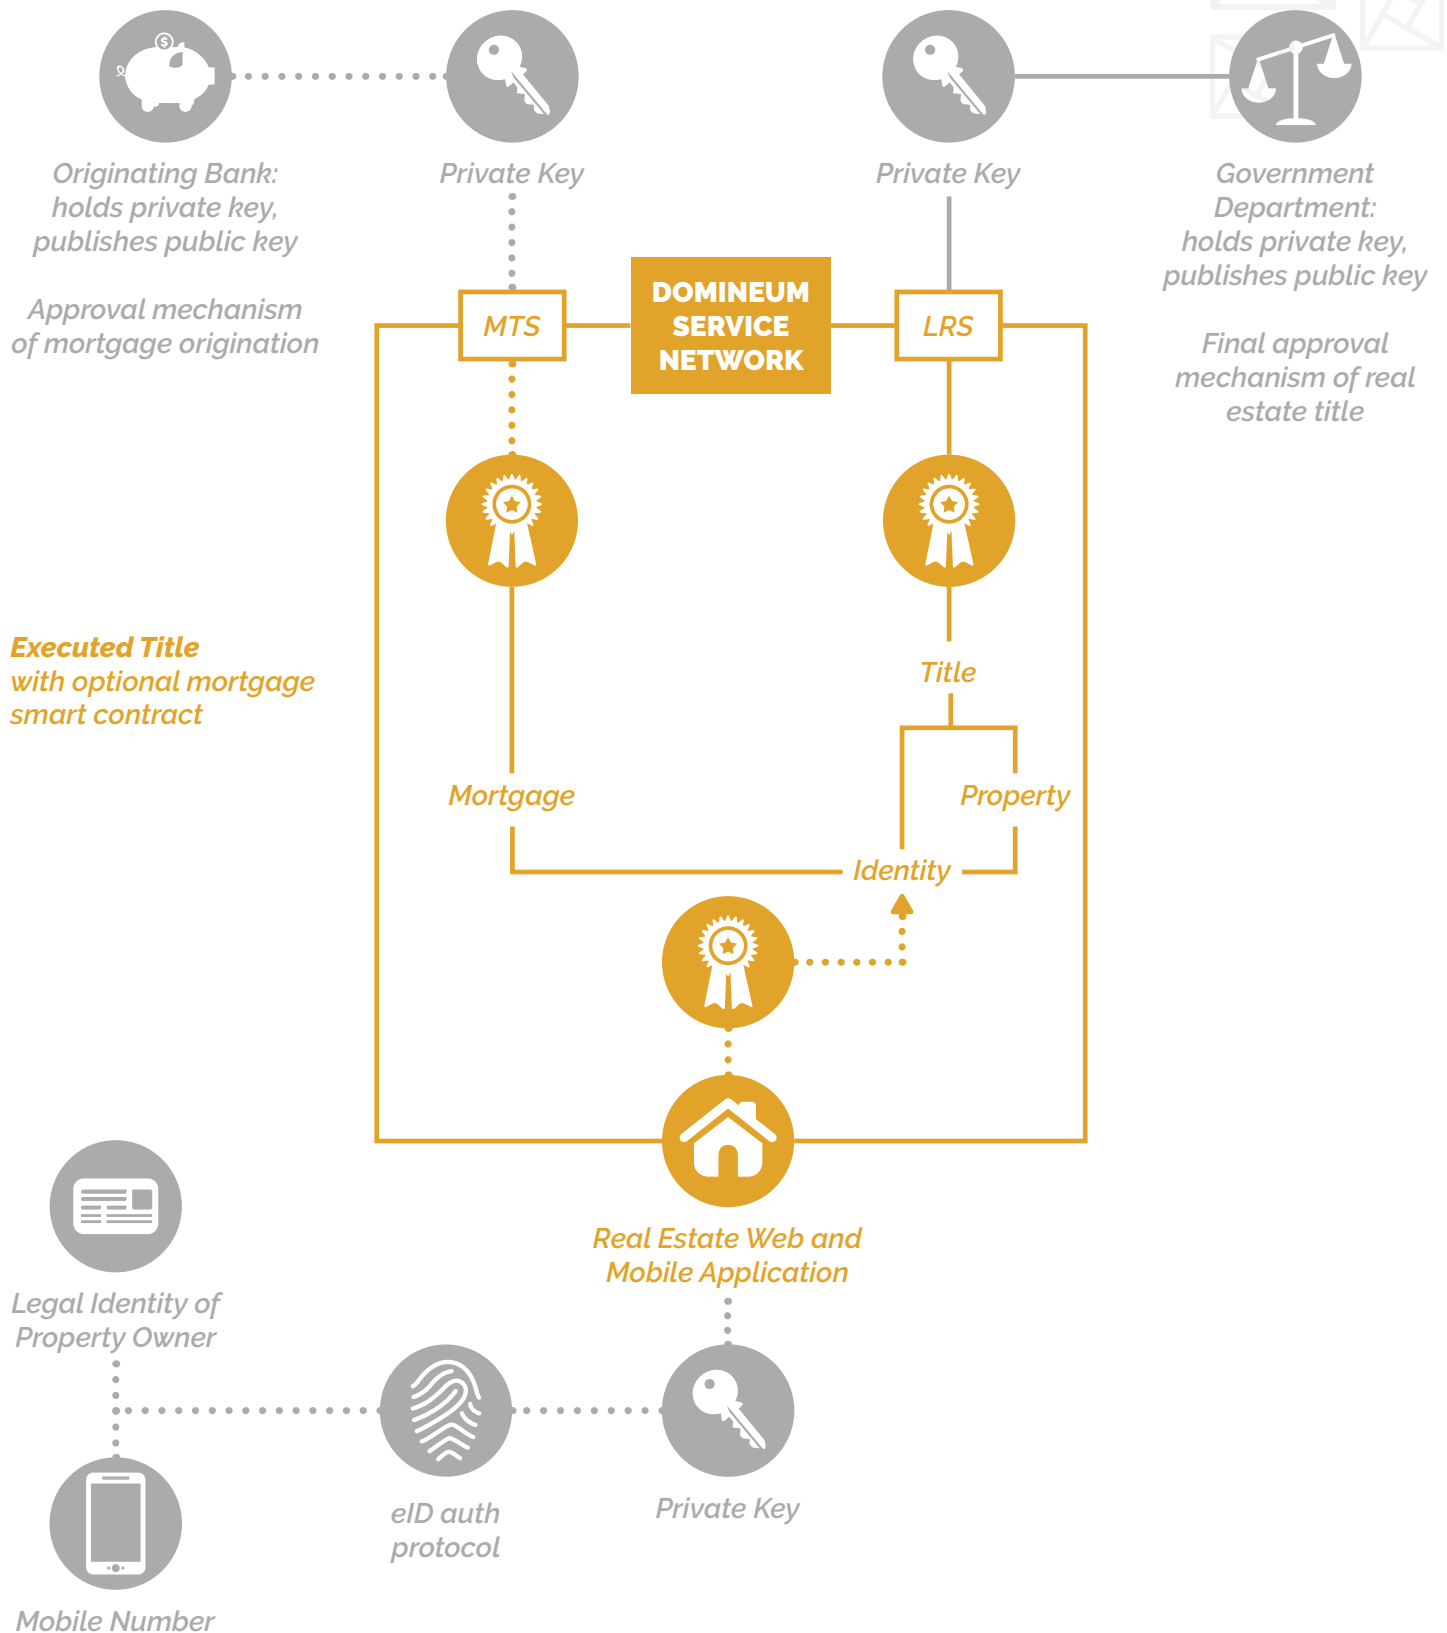 Originating Bank:
holds private key,
publishes public key
Approval mechanism
of mortgage origination
Private Key
Private Key
Government
Department:
holds private key,
publishes public key
Final approval
mechanism of real
estate title
MTS
DOMINEUM
SERVICE
NETWORK
LRS
Executed Title
with optional mortgage
smart contract
Title
Mortgage
Property
Identity
Real Estate Web and
Mobile Application
Legal Identity of
Property Owner
eID auth
protocol
Private Key
Mobile Number